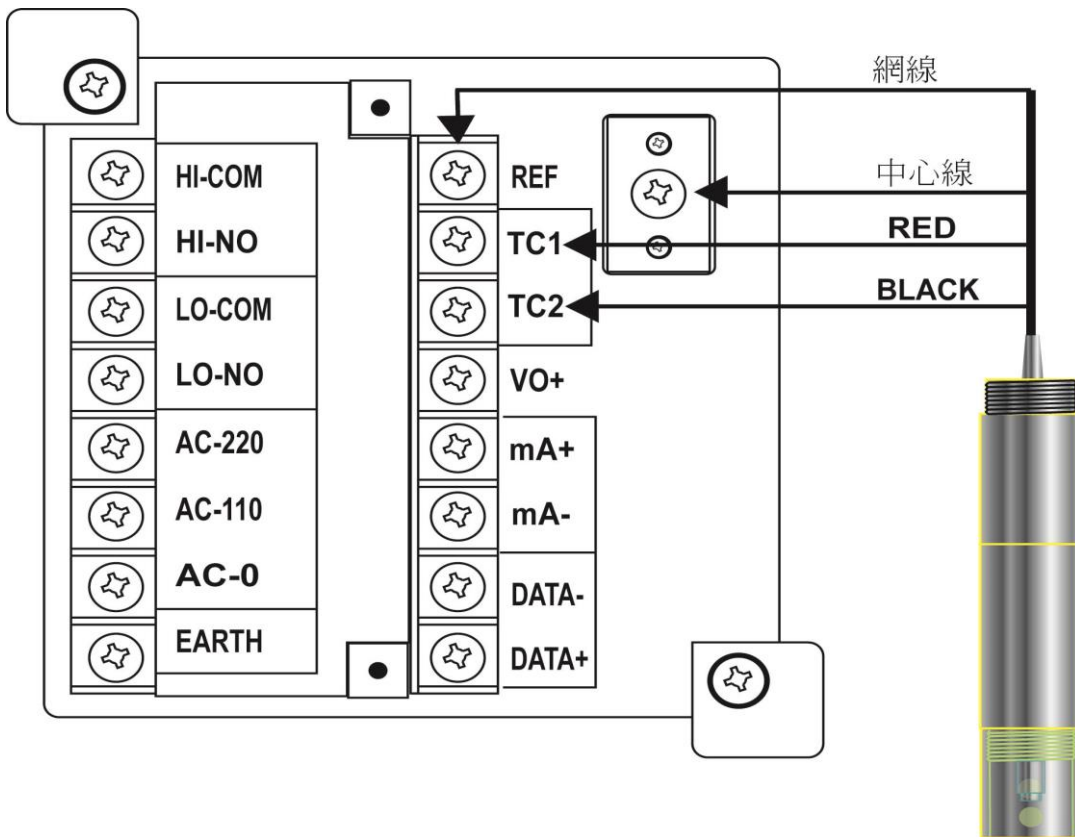 HI-COM
HI-NO
LO-COM
LO-NO
AC-220
AC-110
AC-0
EARTH
REF
TC1
TC2
VO+
mA+
mA-
DATA-
DATA+
網線
中心線
RED
BLACK